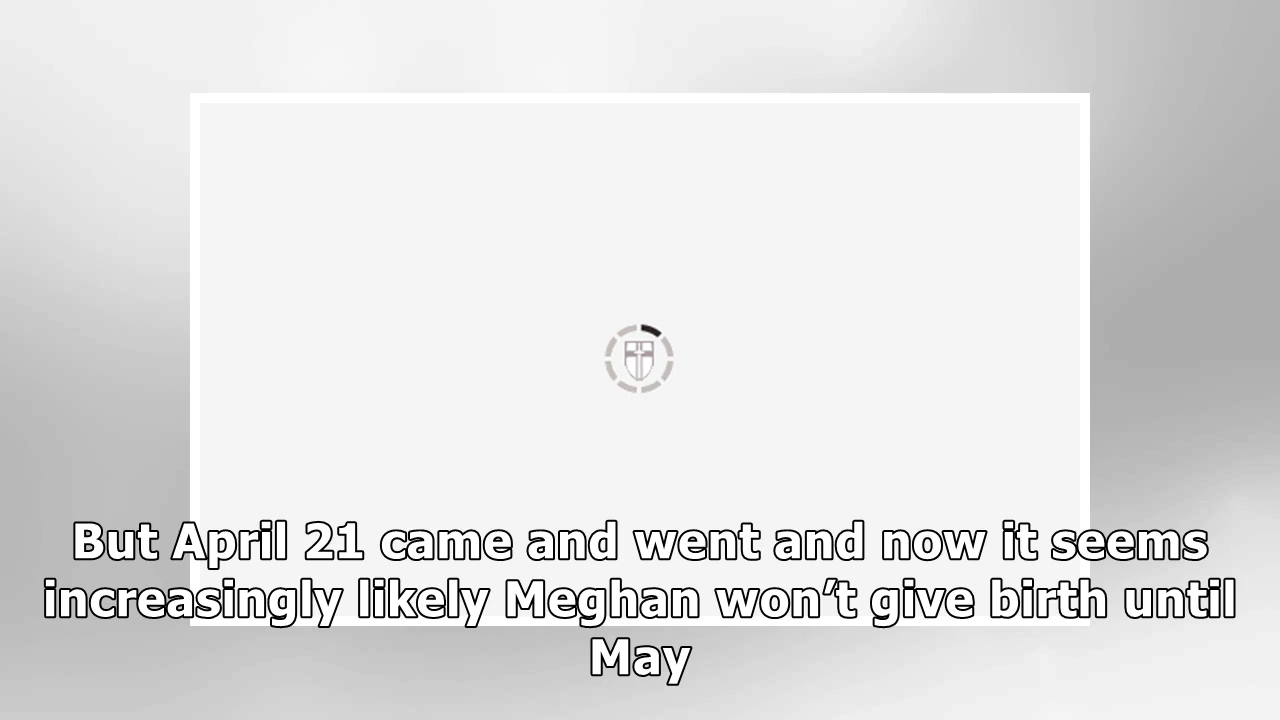 But April 21 came and went and now it seems
increasingly likely Meghan won’t give birth until
May